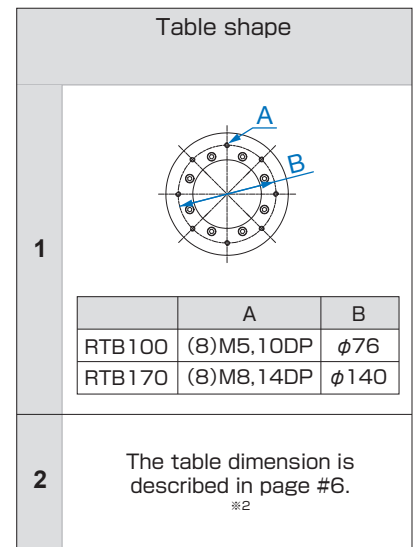 Table shape
A
B
1
A B
RTB100 (8)M5,10DP φ76
RTB170 (8)M8,14DP φ140
2
The table dimension is
described in page #6.
※2